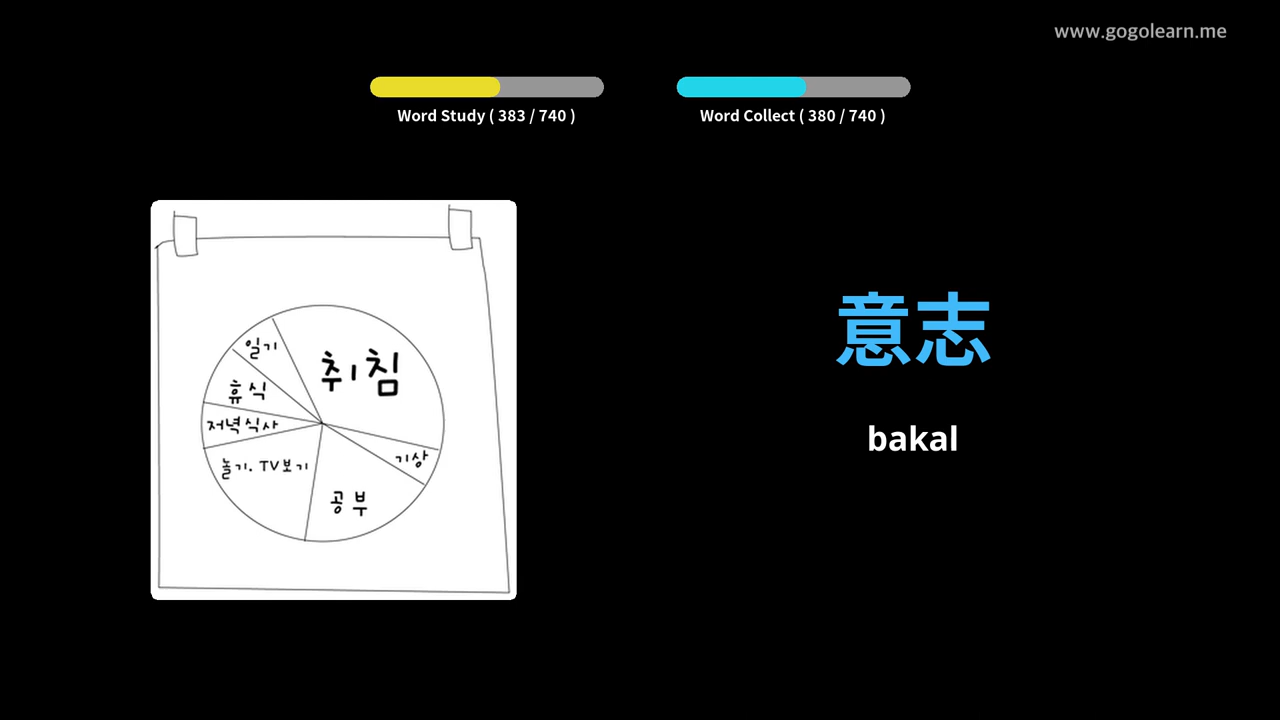 www.gogolearn.me
Word Study ( 383 / 740 )
Word Collect ( 380 / 740 )
일기
취침
휴식
저녁식사
놀기. TV보기
기상
공부
意志
bakal